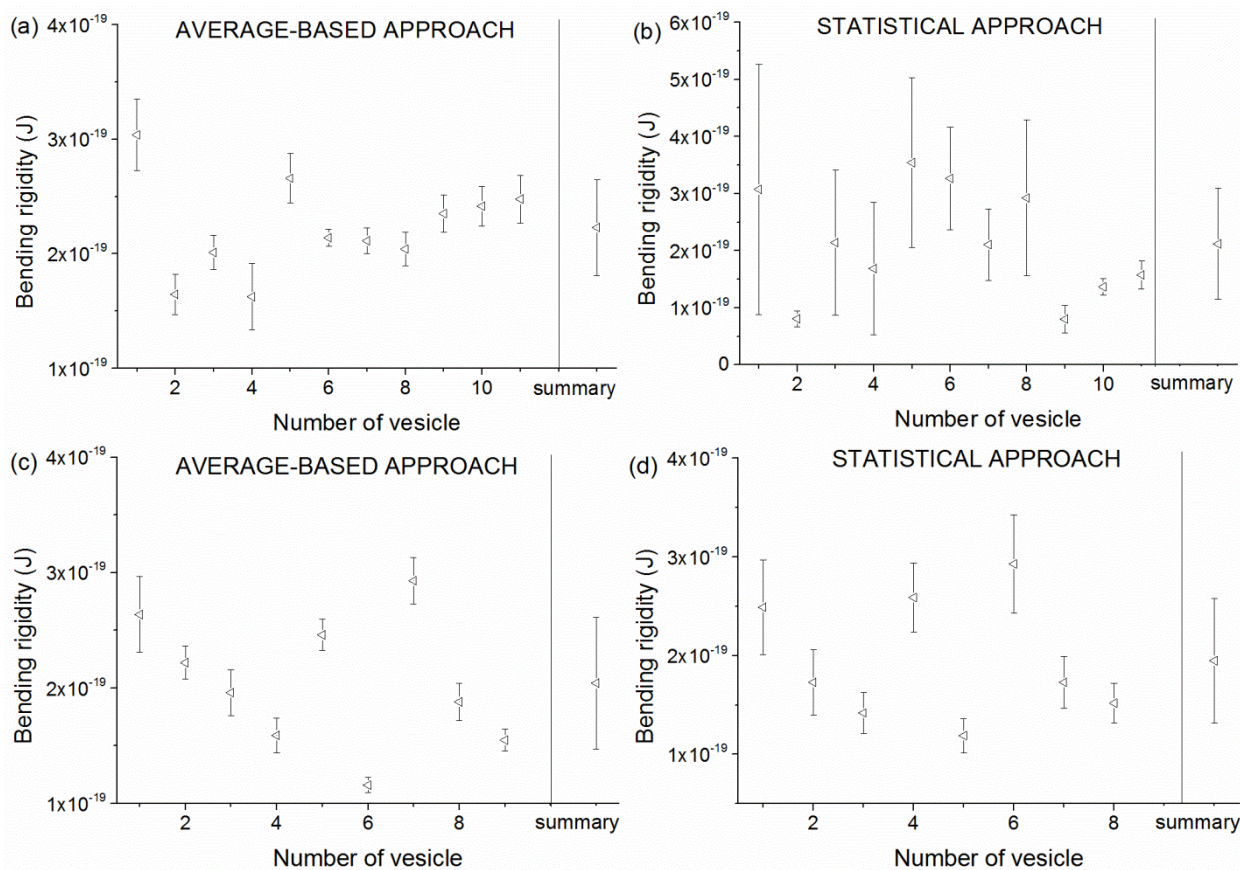 (a)
AVERAGE-BASED APPROACH
4x10⁻¹⁹
3x10⁻¹⁹
2x10⁻¹⁹
1x10⁻¹⁹
Bending rigidity (J)
2 4 6 8 10 summary
Number of vesicle
(b)
STATISTICAL APPROACH
6x10⁻¹⁹
5x10⁻¹⁹
4x10⁻¹⁹
3x10⁻¹⁹
2x10⁻¹⁹
1x10⁻¹⁹
0
Bending rigidity (J)
2 4 6 8 10 summary
Number of vesicle
(c)
AVERAGE-BASED APPROACH
4x10⁻¹⁹
3x10⁻¹⁹
2x10⁻¹⁹
1x10⁻¹⁹
Bending rigidity (J)
2 4 6 8 summary
Number of vesicle
(d)
STATISTICAL APPROACH
4x10⁻¹⁹
3x10⁻¹⁹
2x10⁻¹⁹
1x10⁻¹⁹
Bending rigidity (J)
2 4 6 8 summary
Number of vesicle